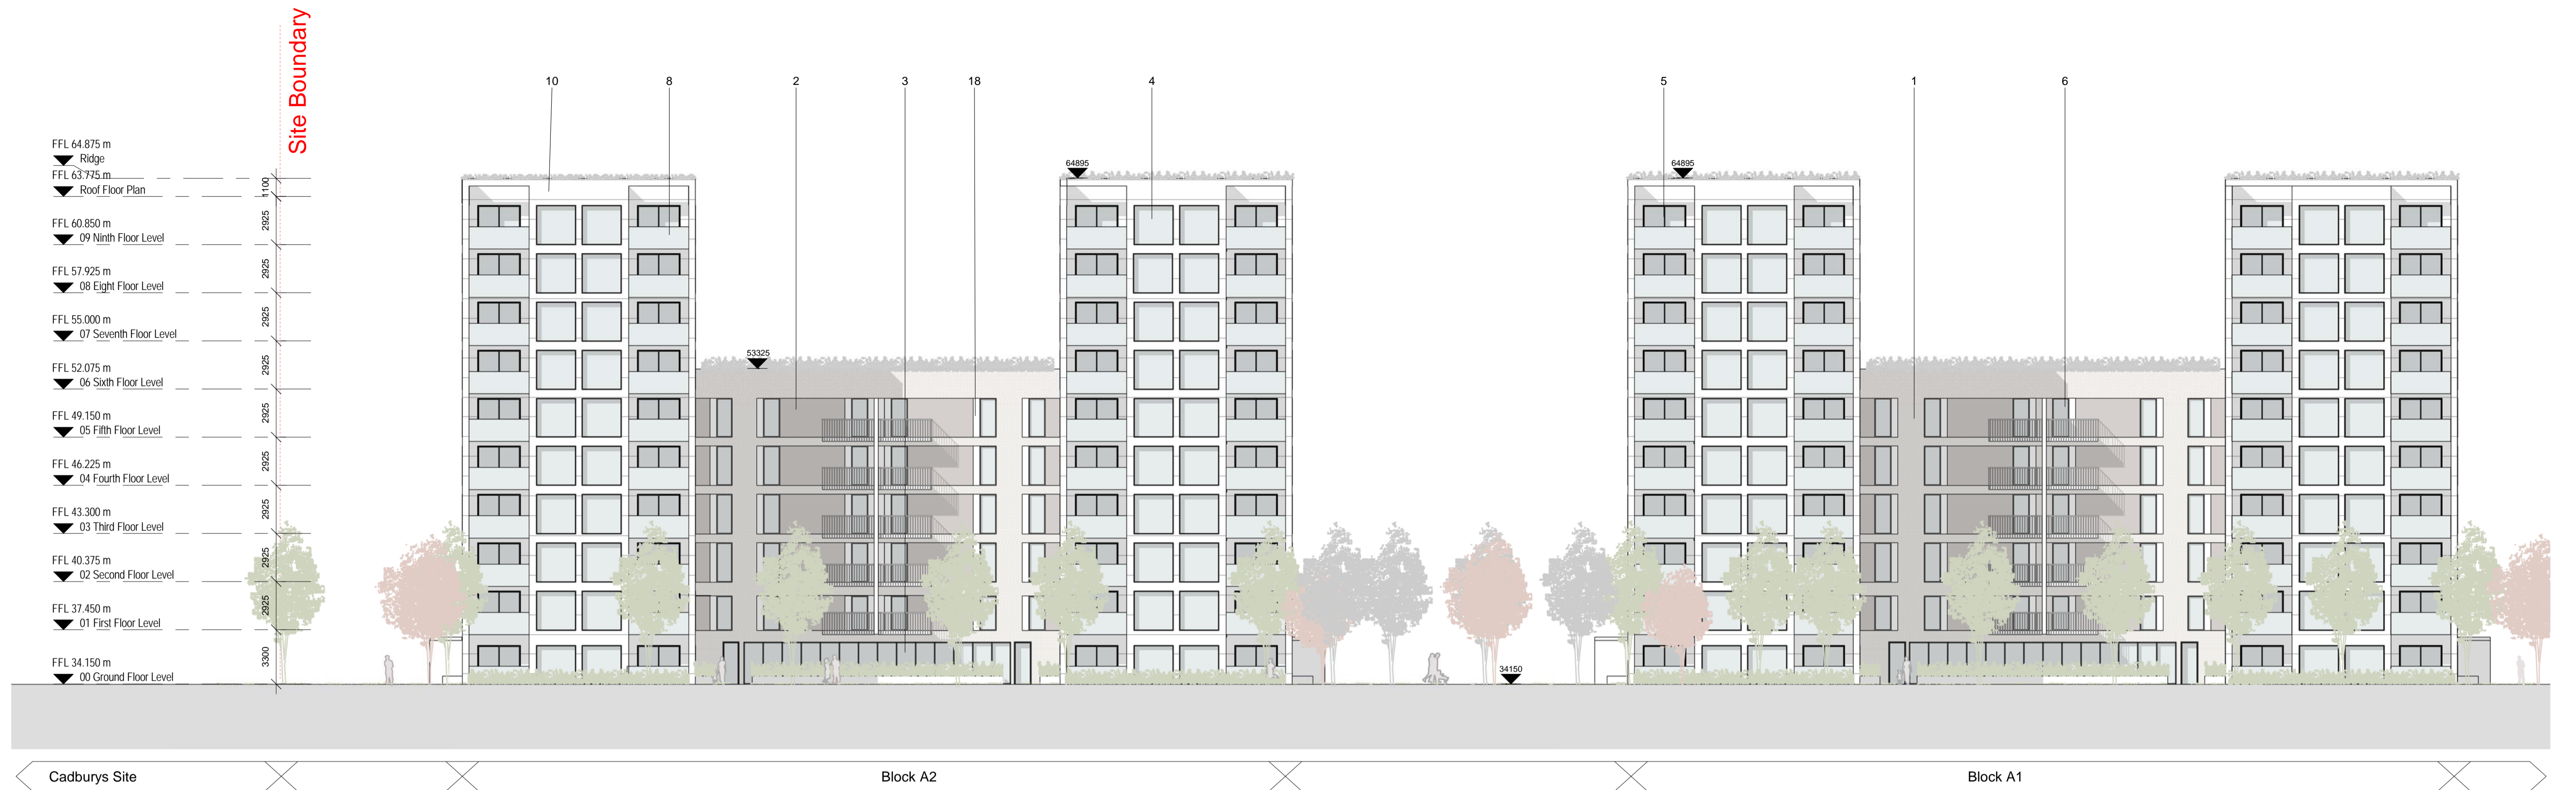 Site Boundary
10
8
2
3
18
4
5
1
6
FFL 64.875 m
Ridge
FFL 63.775 m
Roof Floor Plan
FFL 60.850 m
09 Ninth Floor Level
FFL 57.925 m
08 Eight Floor Level
FFL 55.000 m
07 Seventh Floor Level
FFL 52.075 m
06 Sixth Floor Level
FFL 49.150 m
05 Fifth Floor Level
FFL 46.225 m
04 Fourth Floor Level
FFL 43.300 m
03 Third Floor Level
FFL 40.375 m
02 Second Floor Level
FFL 37.450 m
01 First Floor Level
FFL 34.150 m
00 Ground Floor Level
1100
2925
2925
2925
2925
2925
2925
2925
2925
2925
3300
64895
64895
53325
34150
Cadburys Site
Block A2
Block A1